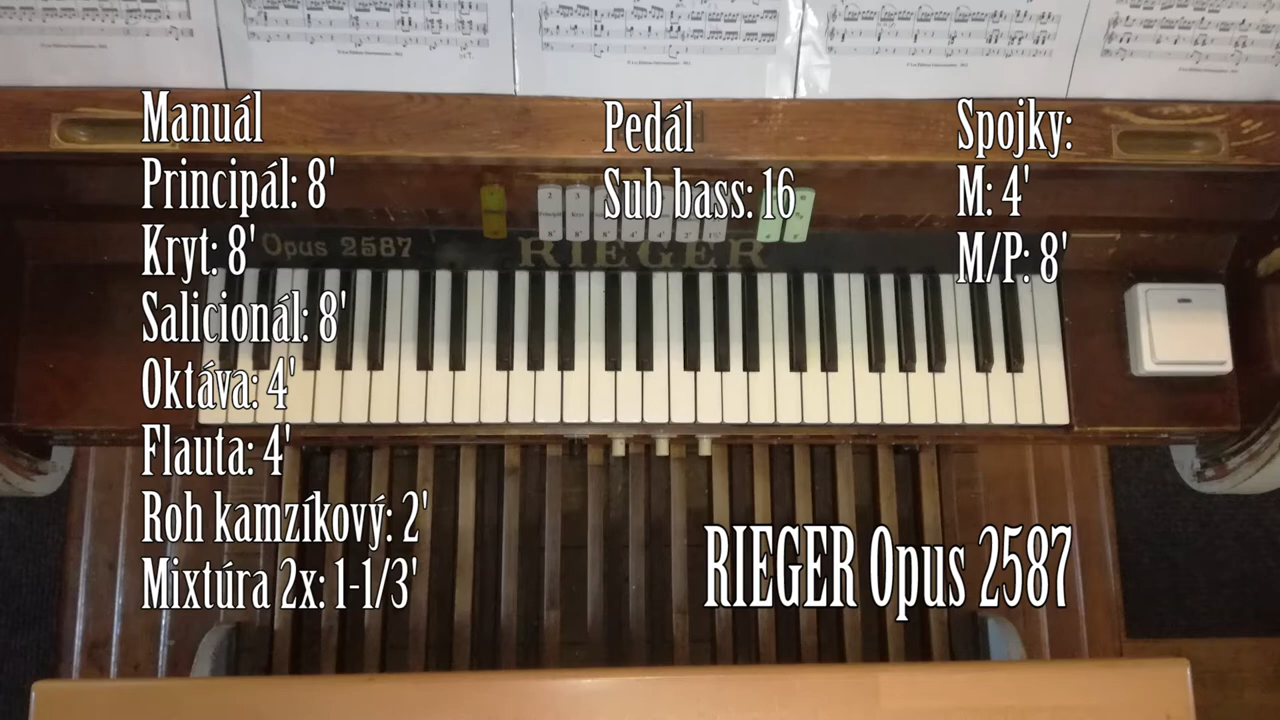 Manuál
Principál: 8'
Kryt: 8'
Salicionál: 8'
Oktáva: 4'
Flauta: 4'
Roh kamzíkový: 2'
Mixtúra 2x: 1-1/3'
Pedál
Sub bass: 16
Spojky:
M: 4'
M/P: 8'
Opus 2587
RIEGER
RIEGER Opus 2587